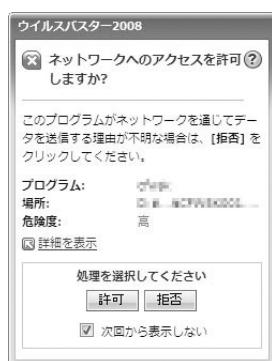 ウイルスバスター2008
ネットワークへのアクセスを許可
しますか?
このプログラムがネットワークを通じてデー
タを送信する理由が不明な場合は、[拒否] を
クリックしてください。
プログラム:
場所:
危険度: 高
詳細を表示
処理を選択してください
許可 拒否
次回から表示しない